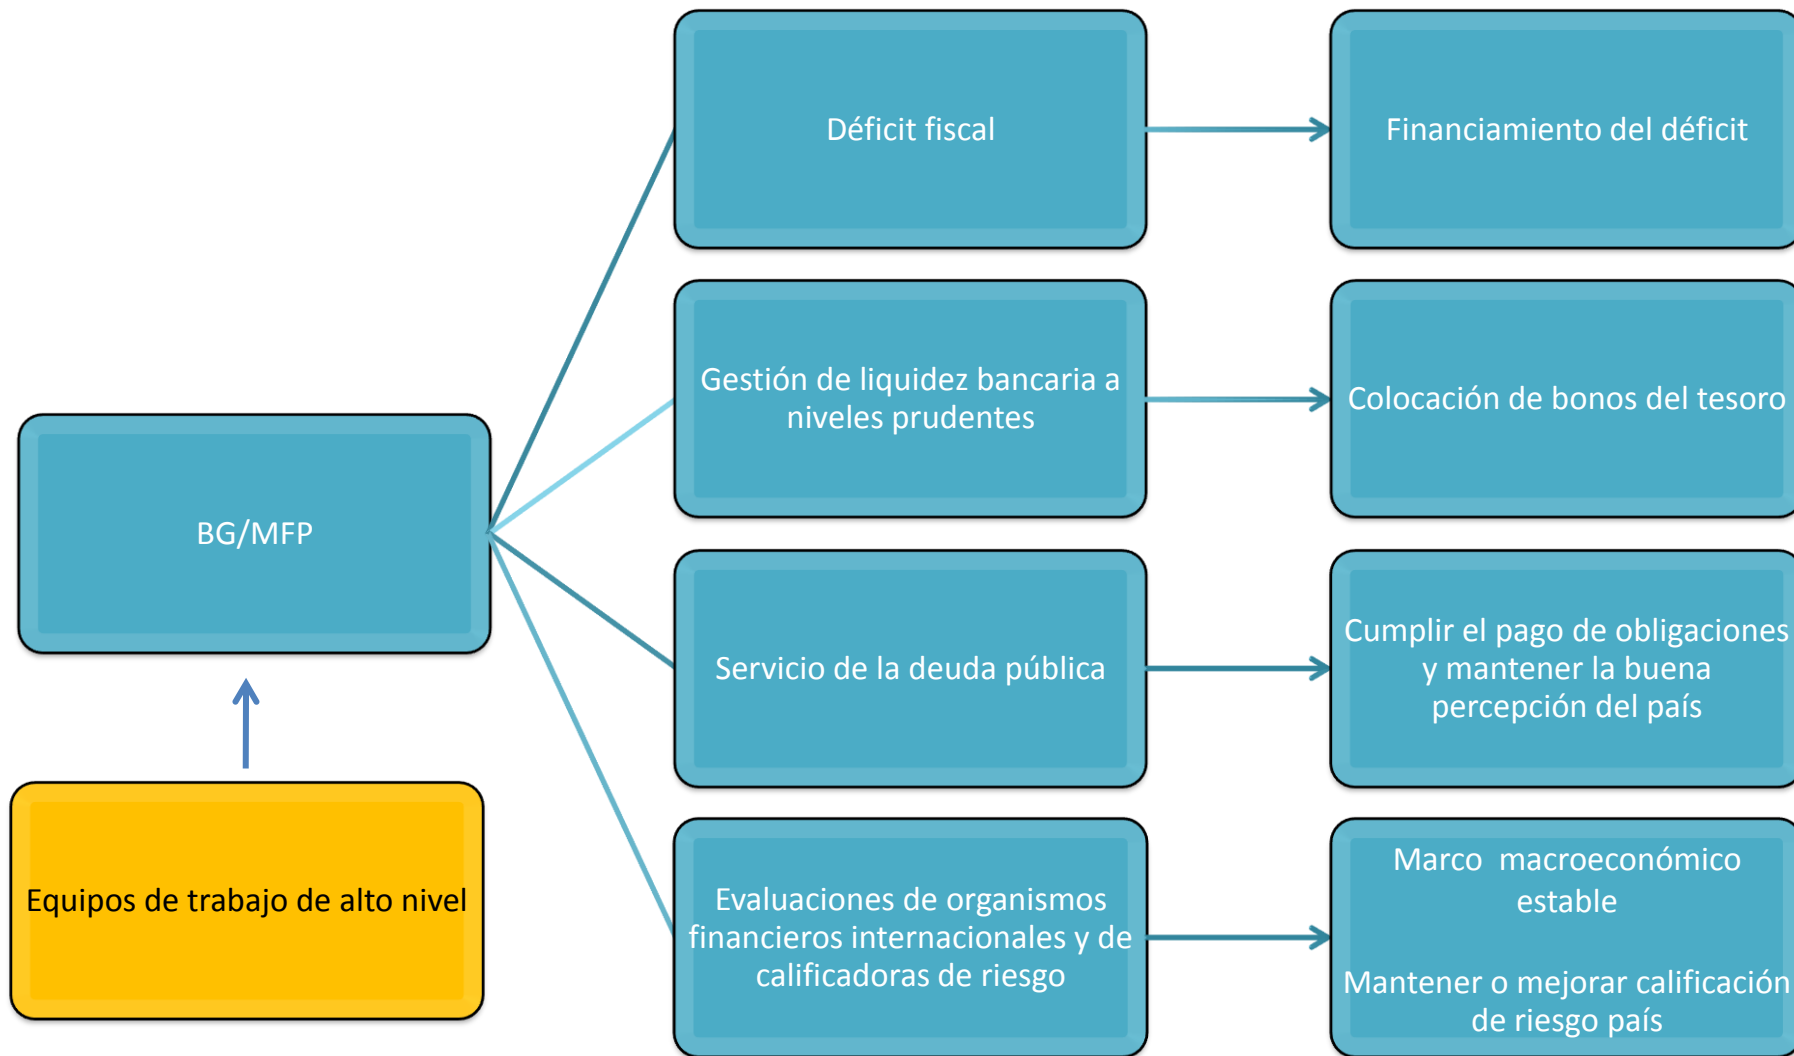 Déficit fiscal
Financiamiento del déficit
Gestión de liquidez bancaria a
niveles prudentes
Colocación de bonos del tesoro
BG/MFP
Servicio de la deuda pública
Cumplir el pago de obligaciones
y mantener la buena
percepción del país
Equipos de trabajo de alto nivel
Evaluaciones de organismos
financieros internacionales y de
calificadoras de riesgo
Marco macroeconómico
estable
Mantener o mejorar calificación
de riesgo país